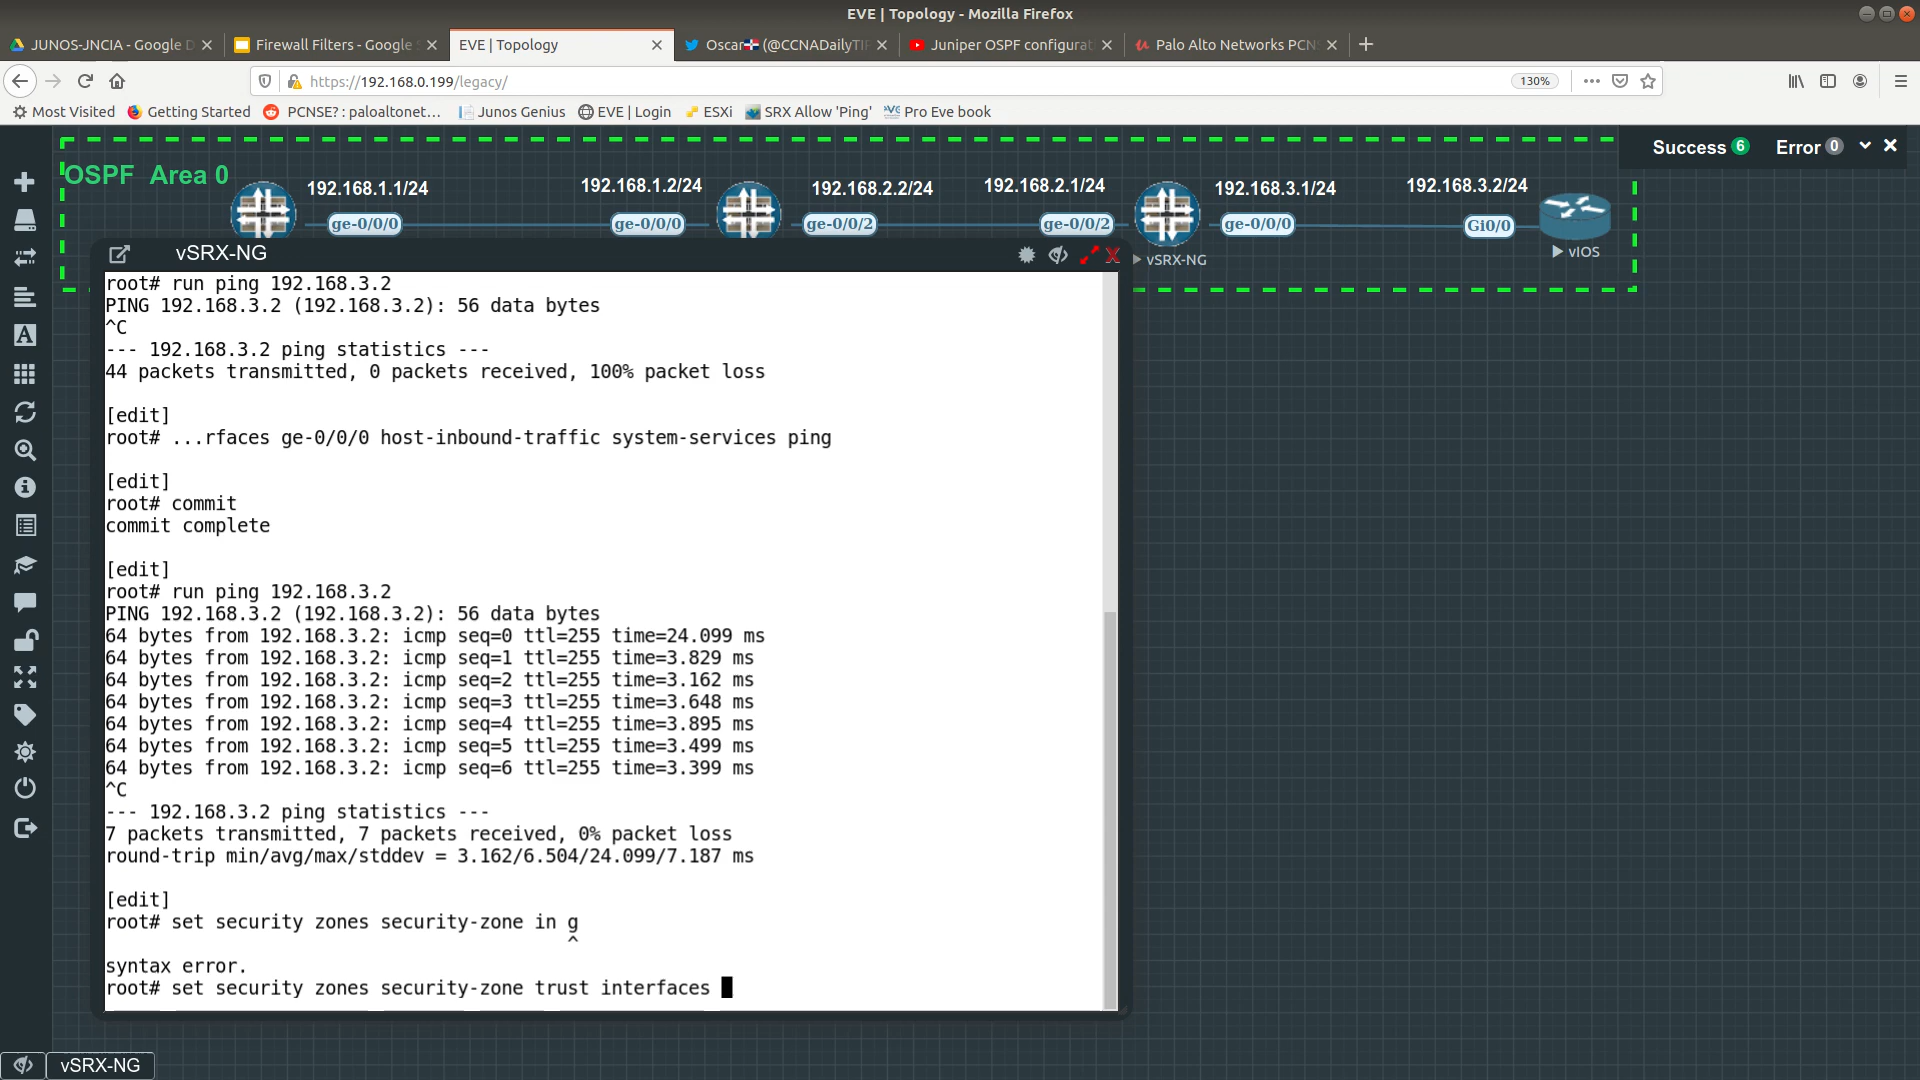 EVE | Topology - Mozilla Firefox
JUNOS-JNCIA - Google D
Firewall Filters - Google S
EVE | Topology
Oscar (@CCNADailyTIP
Juniper OSPF configurat
Palo Alto Networks PCNS
https://192.168.0.199/legacy/
130%
Most Visited
Getting Started
PCNSE? : paloaltonet...
Junos Genius
EVE | Login
ESXi
SRX Allow 'Ping'
Pro Eve book
Success 6
Error 0
OSPF Area 0
192.168.1.1/24
192.168.1.2/24
192.168.2.2/24
192.168.2.1/24
192.168.3.1/24
192.168.3.2/24
ge-0/0/0
ge-0/0/0
ge-0/0/2
ge-0/0/2
ge-0/0/0
Gi0/0
vSRX-NG
vIOS
vSRX-NG
root# run ping 192.168.3.2
PING 192.168.3.2 (192.168.3.2): 56 data bytes
^C
--- 192.168.3.2 ping statistics ---
44 packets transmitted, 0 packets received, 100% packet loss
[edit]
root# ...rfaces ge-0/0/0 host-inbound-traffic system-services ping
[edit]
root# commit
commit complete
[edit]
root# run ping 192.168.3.2
PING 192.168.3.2 (192.168.3.2): 56 data bytes
64 bytes from 192.168.3.2: icmp seq=0 ttl=255 time=24.099 ms
64 bytes from 192.168.3.2: icmp seq=1 ttl=255 time=3.829 ms
64 bytes from 192.168.3.2: icmp seq=2 ttl=255 time=3.162 ms
64 bytes from 192.168.3.2: icmp seq=3 ttl=255 time=3.648 ms
64 bytes from 192.168.3.2: icmp seq=4 ttl=255 time=3.895 ms
64 bytes from 192.168.3.2: icmp seq=5 ttl=255 time=3.499 ms
64 bytes from 192.168.3.2: icmp seq=6 ttl=255 time=3.399 ms
^C
--- 192.168.3.2 ping statistics ---
7 packets transmitted, 7 packets received, 0% packet loss
round-trip min/avg/max/stddev = 3.162/6.504/24.099/7.187 ms
[edit]
root# set security zones security-zone in g
^
syntax error.
root# set security zones security-zone trust interfaces
vSRX-NG